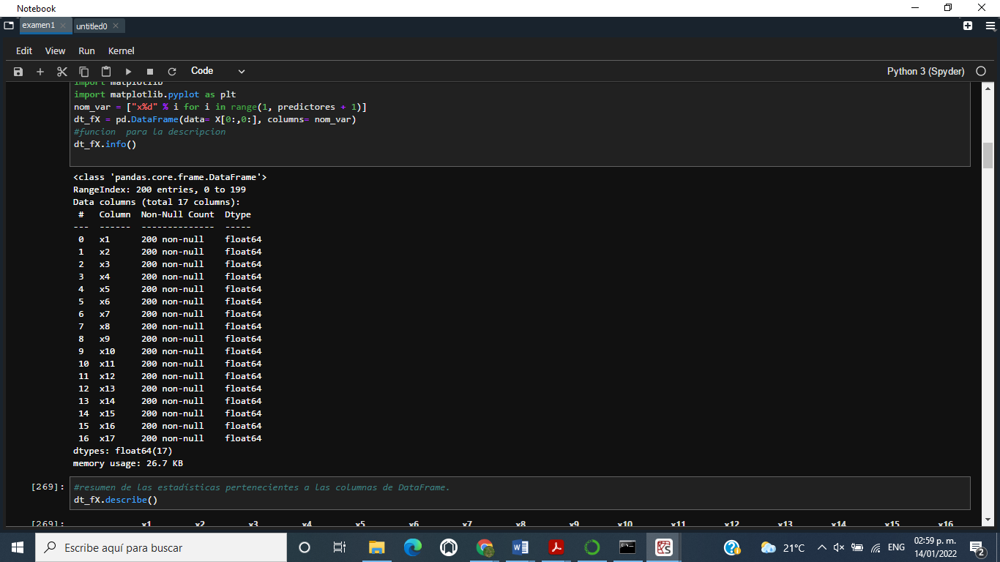 Notebook
examen1
untitled0
Edit View Run Kernel
Code
Python 3 (Spyder)
import matplotlib
import matplotlib.pyplot as plt
nom_var = ["x%d" % i for i in range(1, predictores + 1)]
dt_fX = pd.DataFrame(data= X[0:,0:], columns= nom_var)
#funcion  para la descripcion
dt_fX.info()
<class 'pandas.core.frame.DataFrame'>
RangeIndex: 200 entries, 0 to 199
Data columns (total 17 columns):
 #   Column  Non-Null Count  Dtype
---  ------  --------------  -----
 0   x1      200 non-null    float64
 1   x2      200 non-null    float64
 2   x3      200 non-null    float64
 3   x4      200 non-null    float64
 4   x5      200 non-null    float64
 5   x6      200 non-null    float64
 6   x7      200 non-null    float64
 7   x8      200 non-null    float64
 8   x9      200 non-null    float64
 9   x10     200 non-null    float64
 10  x11     200 non-null    float64
 11  x12     200 non-null    float64
 12  x13     200 non-null    float64
 13  x14     200 non-null    float64
 14  x15     200 non-null    float64
 15  x16     200 non-null    float64
 16  x17     200 non-null    float64
dtypes: float64(17)
memory usage: 26.7 KB
[269]: #resumen de las estadísticas pertenecientes a las columnas de DataFrame.
dt_fX.describe()
[269]: x1 x2 x3 x4 x5 x6 x7 x8 x9 x10 x11 x12 x13 x14 x15 x16
Escribe aquí para buscar
21°C
ENG
02:59 p. m.
14/01/2022
2